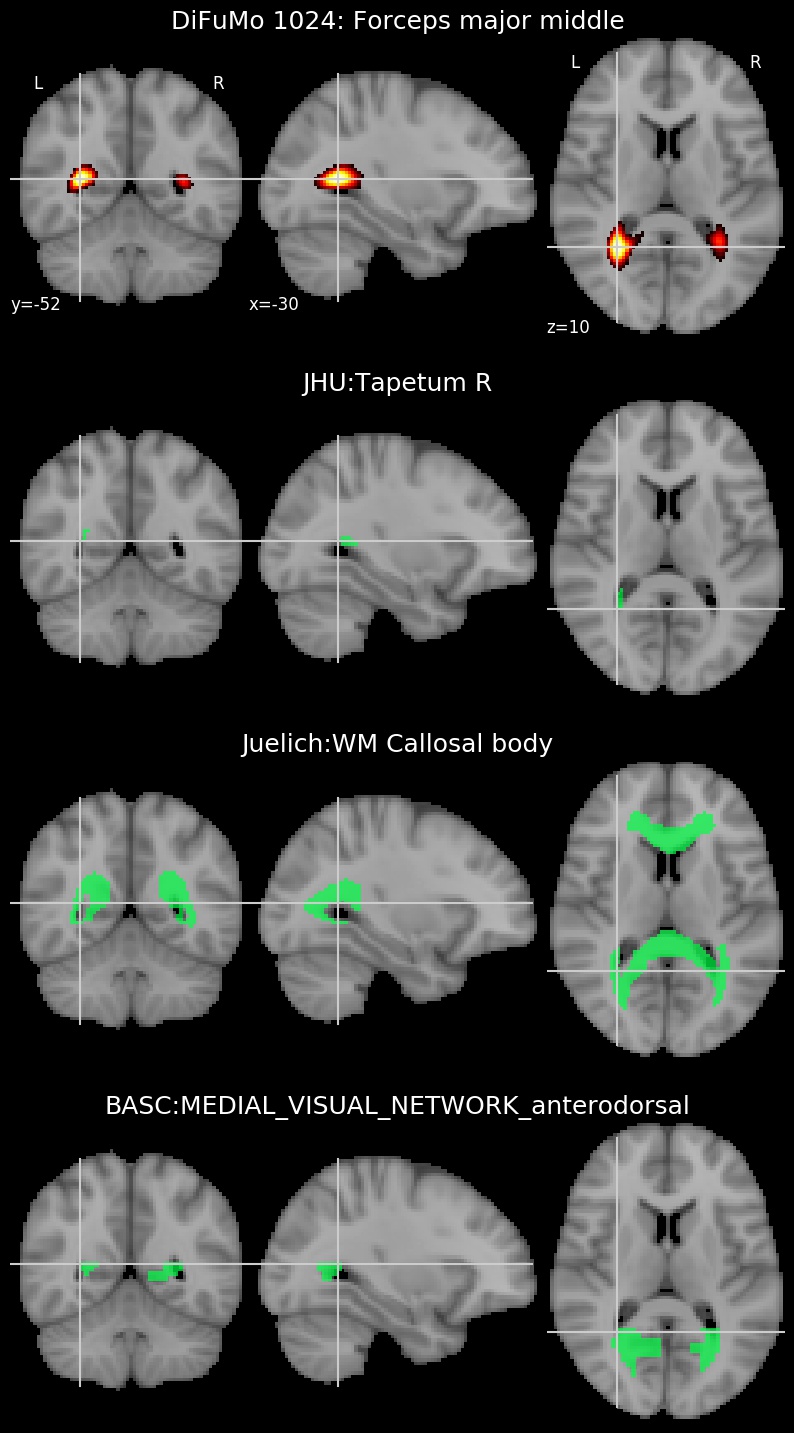 DiFuMo 1024: Forceps major middle
L R L R
y=-52 x=-30 z=10
JHU:Tapetum R
Juelich:WM Callosal body
BASC:MEDIAL_VISUAL_NETWORK_anterodorsal